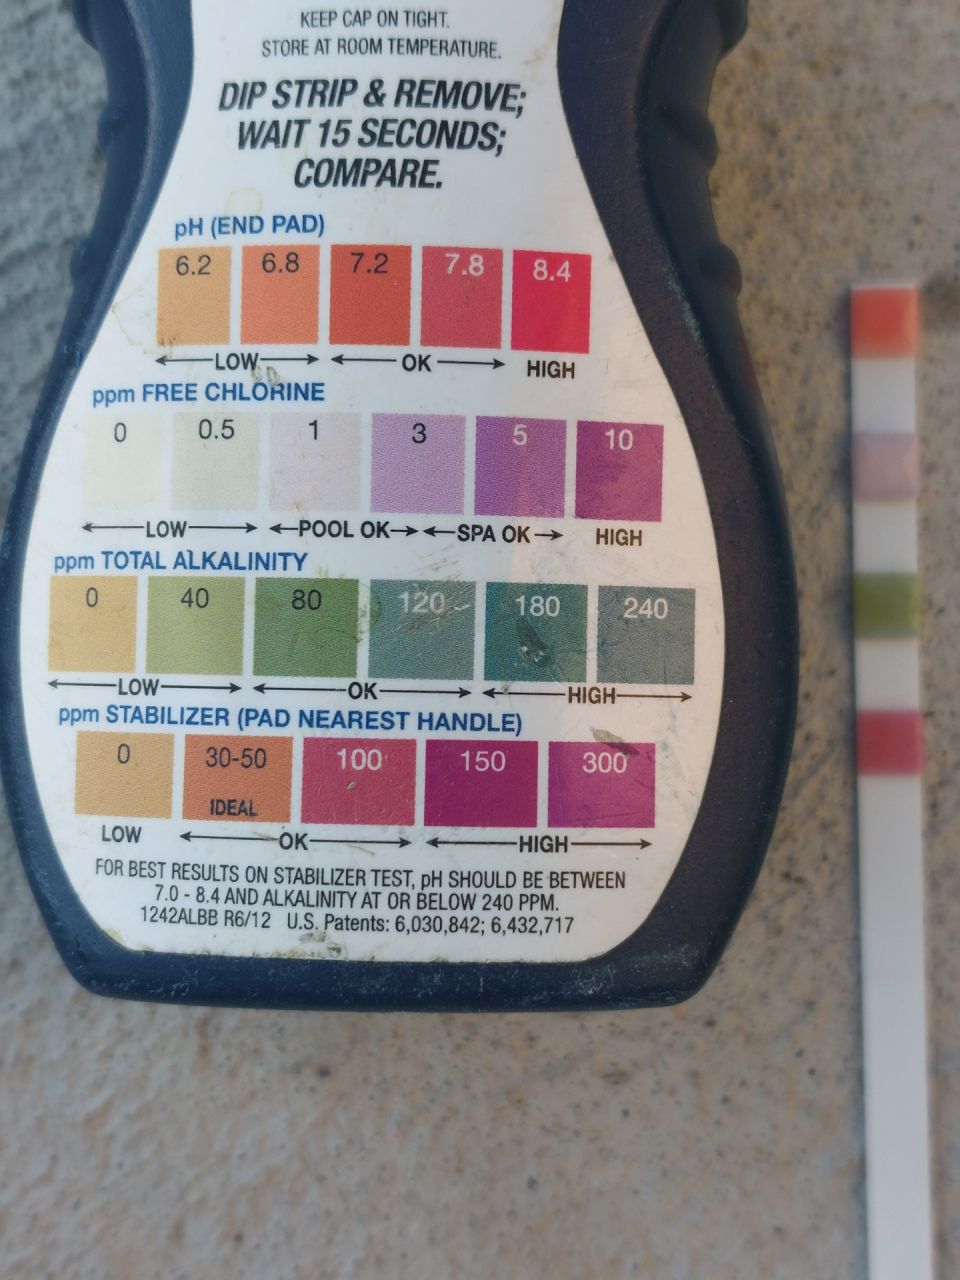 KEEP CAP ON TIGHT.
STORE AT ROOM TEMPERATURE.
DIP STRIP & REMOVE;
WAIT 15 SECONDS;
COMPARE.
pH (END PAD)
6.2 6.8 7.2 7.8 8.4
LOW OK HIGH
ppm FREE CHLORINE
0 0.5 1 3 5 10
LOW POOL OK SPA OK HIGH
ppm TOTAL ALKALINITY
0 40 80 120 180 240
LOW OK HIGH
ppm STABILIZER (PAD NEAREST HANDLE)
0 30-50 100 150 300
IDEAL
LOW OK HIGH
FOR BEST RESULTS ON STABILIZER TEST, pH SHOULD BE BETWEEN
7.0 - 8.4 AND ALKALINITY AT OR BELOW 240 PPM.
1242ALBB R6/12 U.S. Patents: 6,030,842; 6,432,717